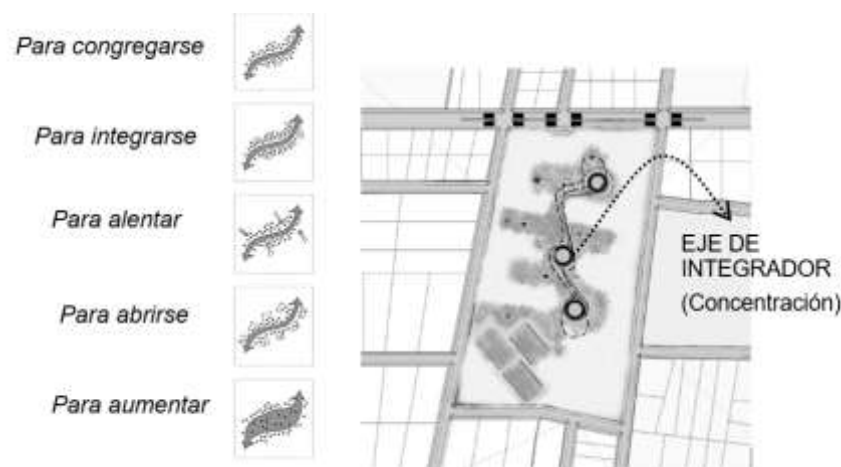 Para congregarse
Para integrarse
Para alentar
Para abrirse
Para aumentar
EJE DE
INTEGRADOR
(Concentración)